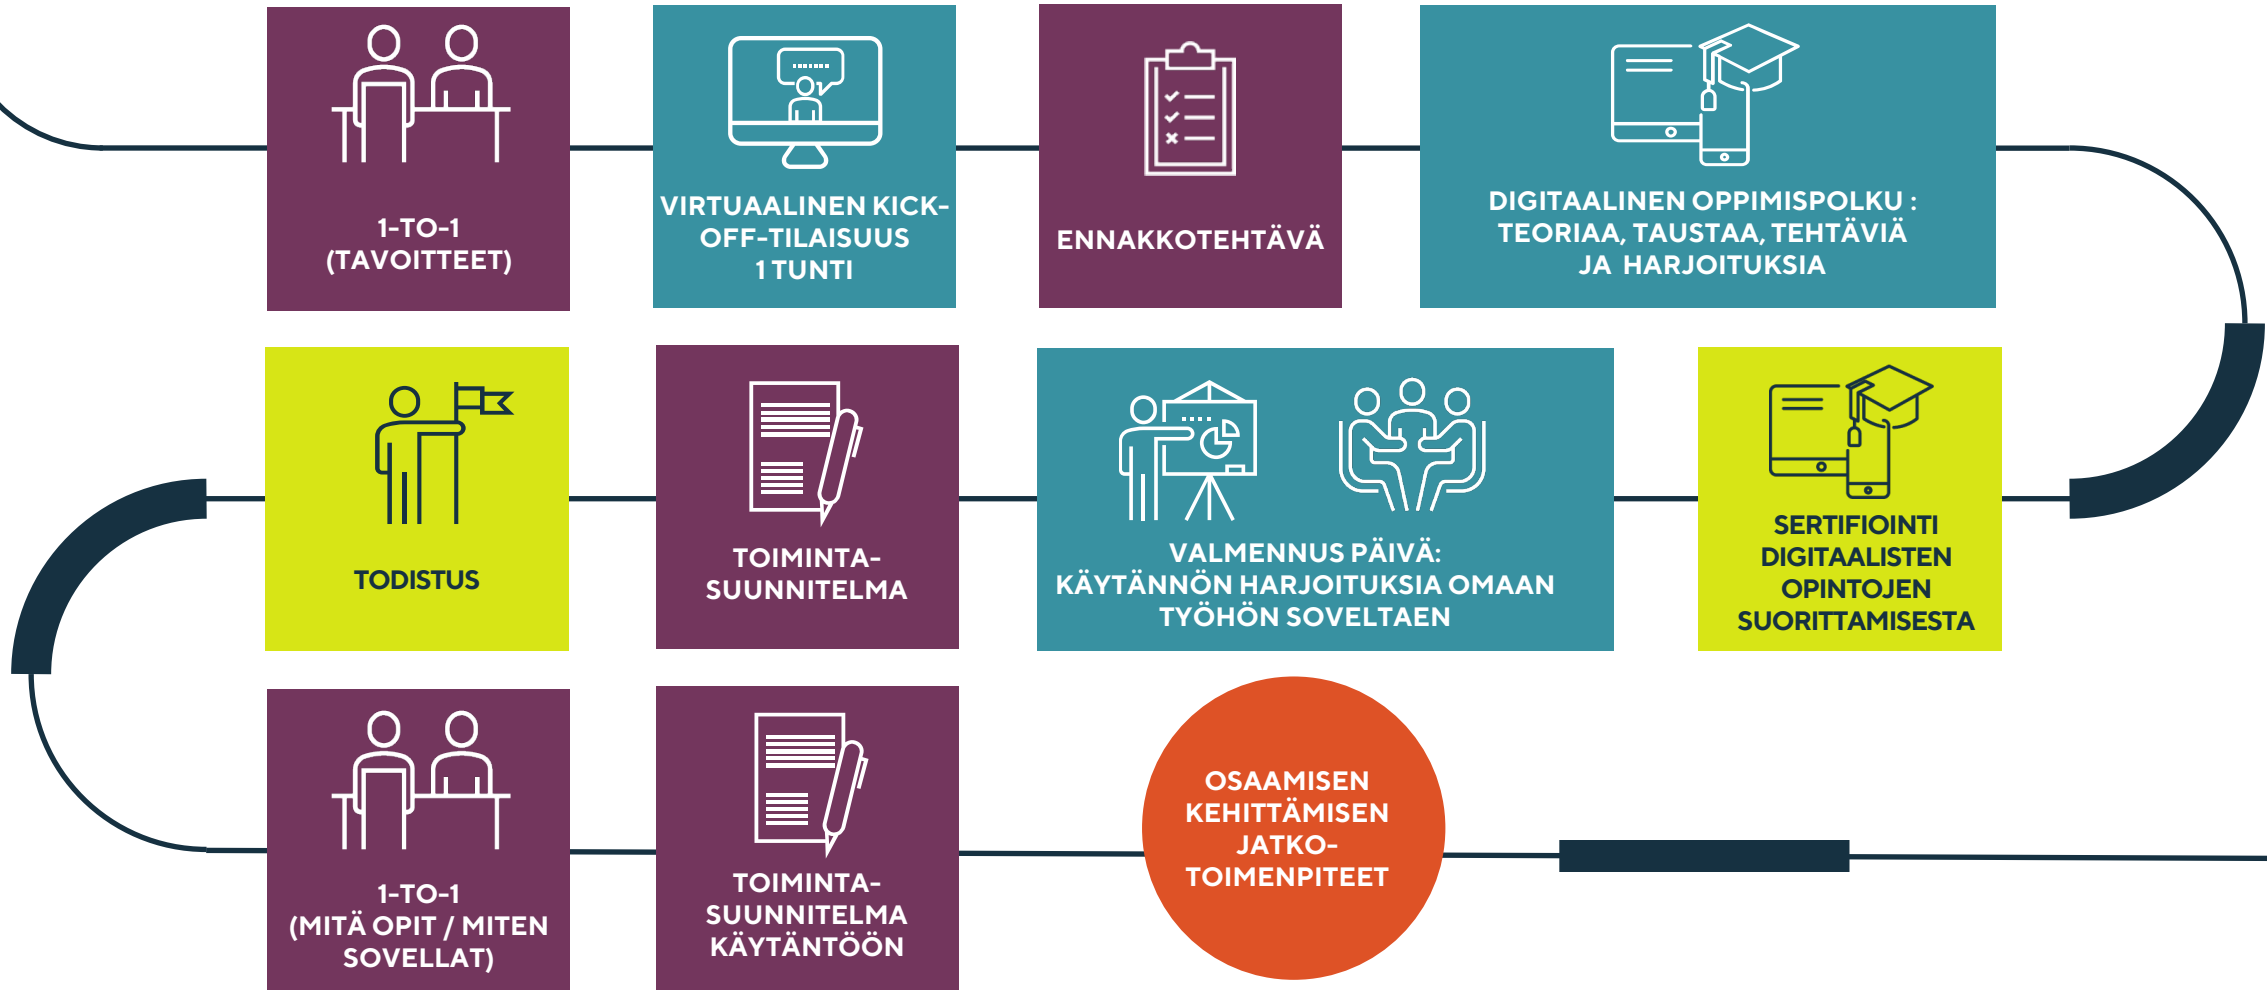 1-TO-1
(TAVOITTEET)
VIRTUAALINEN KICK-
OFF-TILAISUUS
1 TUNTI
ENNAKKOTEHTÄVÄ
DIGITAALINEN OPPIMISPOLKU :
TEORIAA, TAUSTAA, TEHTÄVIÄ
JA HARJOITUKSIA
SERTIFIOINTI
DIGITAALISTEN
OPINTOJEN
SUORITTAMISESTA
VALMENNUS PÄIVÄ:
KÄYTÄNNÖN HARJOITUKSIA OMAAN
TYÖHÖN SOVELTAEN
TOIMINTA-
SUUNNITELMA
TODISTUS
1-TO-1
(MITÄ OPIT / MITEN
SOVELLAT)
TOIMINTA-
SUUNNITELMA
KÄYTÄNTÖÖN
OSAAMISEN
KEHITTÄMISEN
JATKO-
TOIMENPITEET